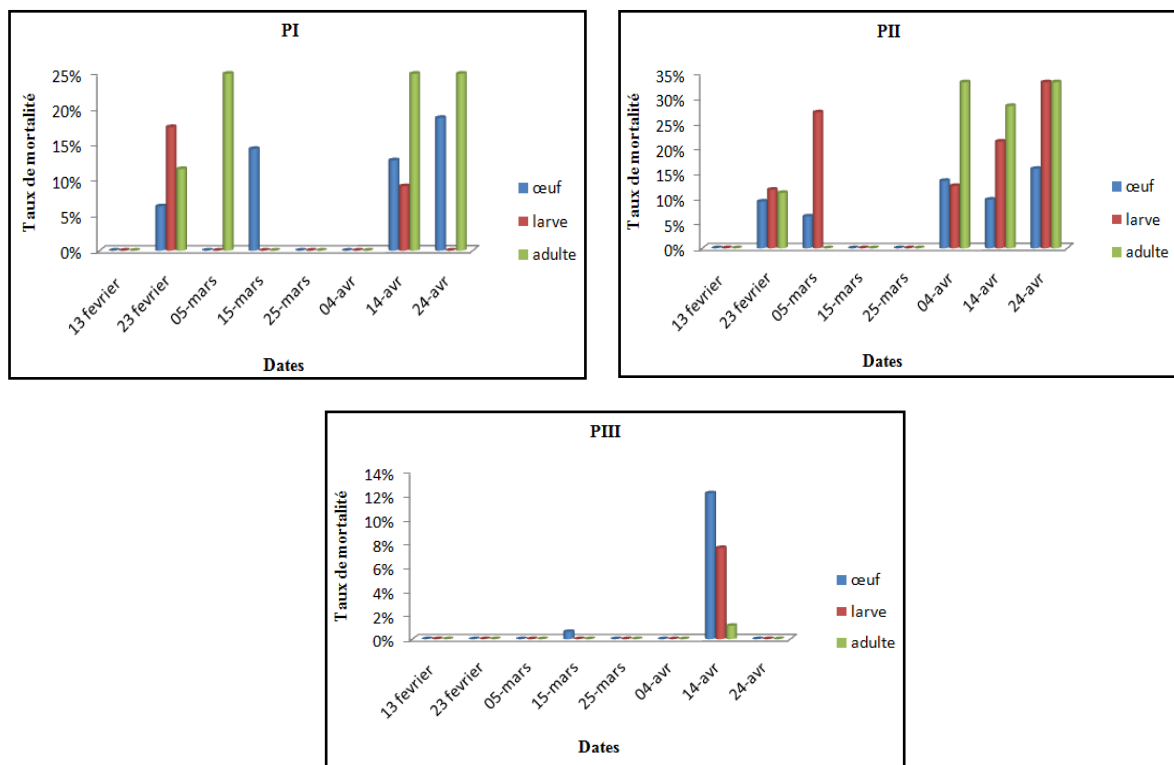 PI
Taux de mortalité
25%
20%
15%
10%
5%
0%
13 fevrier
23 fevrier
05-mars
15-mars
25-mars
04-avr
14-avr
24-avr
Dates
œuf
larve
adulte
PII
Taux de mortalité
35%
30%
25%
20%
15%
10%
5%
0%
13 fevrier
23 fevrier
05-mars
15-mars
25-mars
04-avr
14-avr
24-avr
Dates
œuf
larve
adulte
PIII
Taux de mortalité
14%
12%
10%
8%
6%
4%
2%
0%
13 fevrier
23 fevrier
05-mars
15-mars
25-mars
04-avr
14-avr
24-avr
Dates
œuf
larve
adulte